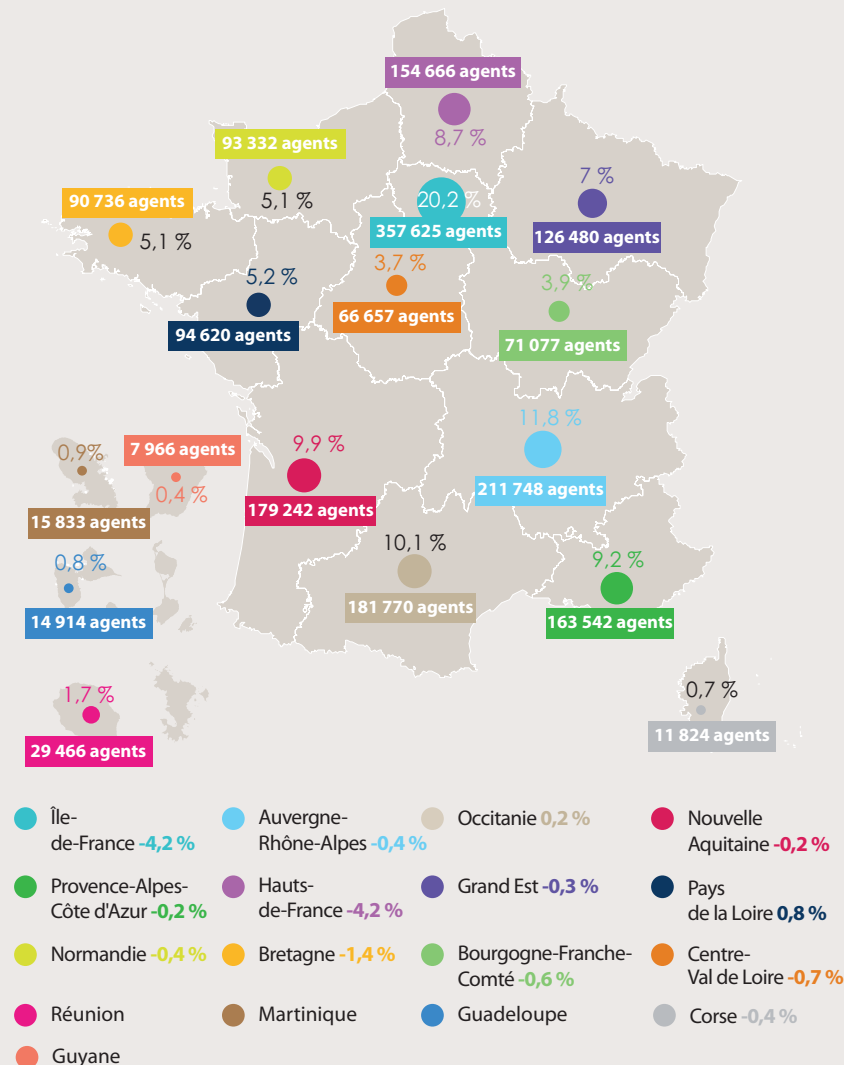 154 666 agents
8,7 %
93 332 agents
5,1 %
90 736 agents
5,1 %
20,2 %
357 625 agents
7 %
126 480 agents
5,2 %
94 620 agents
3,7 %
66 657 agents
3,9 %
71 077 agents
11,8 %
211 748 agents
9,9 %
179 242 agents
0,9%
15 833 agents
7 966 agents
0,4 %
0,8 %
14 914 agents
10,1 %
181 770 agents
9,2 %
163 542 agents
1,7 %
29 466 agents
0,7 %
11 824 agents
Île-
de-France -4,2 %
Auvergne-
Rhône-Alpes -0,4 %
Occitanie 0,2 %
Nouvelle
Aquitaine -0,2 %
Provence-Alpes-
Côte d'Azur -0,2 %
Hauts-
de-France -4,2 %
Grand Est -0,3 %
Pays
de la Loire 0,8 %
Normandie -0,4 %
Bretagne -1,4 %
Bourgogne-Franche-
Comté -0,6 %
Centre-
Val de Loire -0,7 %
Réunion
Martinique
Guadeloupe
Corse -0,4 %
Guyane